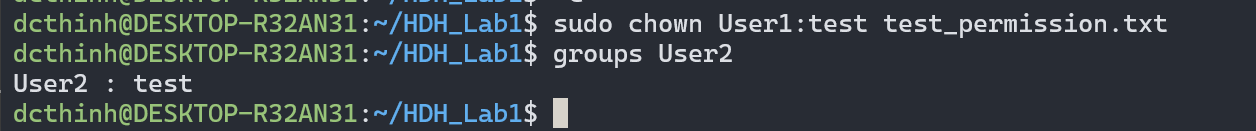 dcthinh@DESKTOP-R32AN31:~/HDH_Lab1$ sudo chown User1:test test_permission.txt
dcthinh@DESKTOP-R32AN31:~/HDH_Lab1$ groups User2
User2 : test
dcthinh@DESKTOP-R32AN31:~/HDH_Lab1$